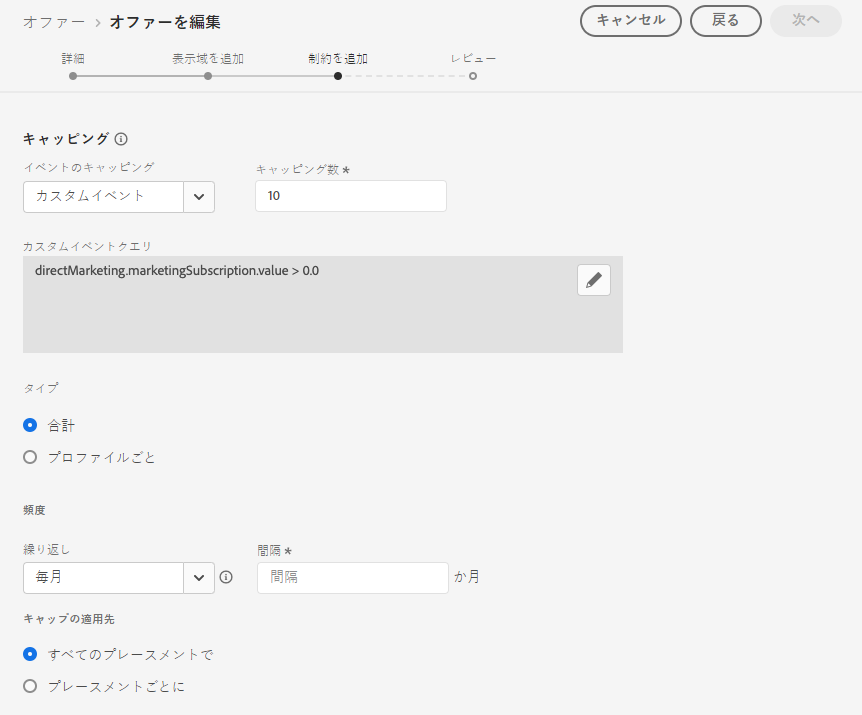 オファー > オファーを編集
キャンセル 戻る 次へ
詳細 表示域を追加 制約を追加 レビュー
キャッピング
イベントのキャッピング キャッピング数 *
カスタムイベント 10
カスタムイベントクエリ
directMarketing.marketingSubscription.value > 0.0
タイプ
合計
プロファイルごと
頻度
繰り返し 間隔 *
毎月 間隔 か月
キャップの適用先
すべてのプレースメントで
プレースメントごとに